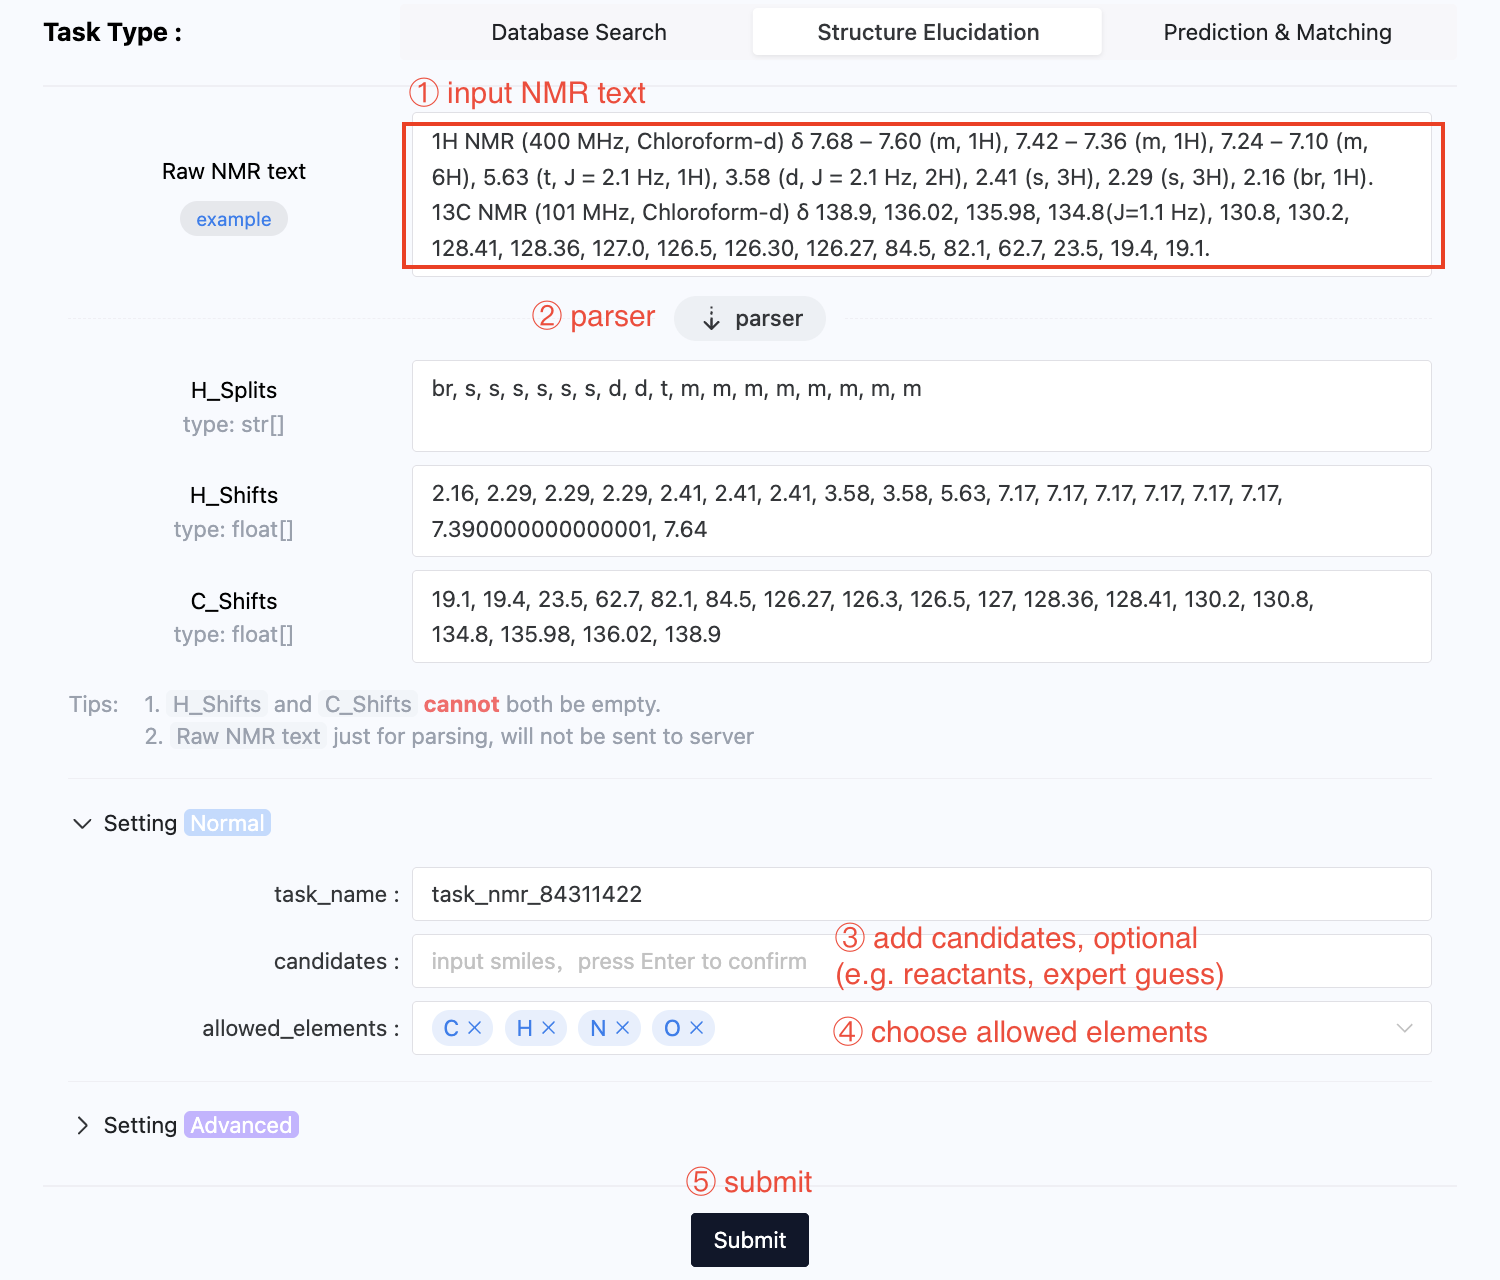 Task Type :
Database Search
Structure Elucidation
Prediction & Matching
① input NMR text
Raw NMR text
example
1H NMR (400 MHz, Chloroform-d) δ 7.68 – 7.60 (m, 1H), 7.42 – 7.36 (m, 1H), 7.24 – 7.10 (m,
6H), 5.63 (t, J = 2.1 Hz, 1H), 3.58 (d, J = 2.1 Hz, 2H), 2.41 (s, 3H), 2.29 (s, 3H), 2.16 (br, 1H).
13C NMR (101 MHz, Chloroform-d) δ 138.9, 136.02, 135.98, 134.8(J=1.1 Hz), 130.8, 130.2,
128.41, 128.36, 127.0, 126.5, 126.30, 126.27, 84.5, 82.1, 62.7, 23.5, 19.4, 19.1.
② parser
parser
H_Splits
type: str[]
br, s, s, s, s, s, s, d, d, t, m, m, m, m, m, m, m, m
H_Shifts
type: float[]
2.16, 2.29, 2.29, 2.29, 2.41, 2.41, 2.41, 3.58, 3.58, 5.63, 7.17, 7.17, 7.17, 7.17, 7.17, 7.17,
7.390000000000001, 7.64
C_Shifts
type: float[]
19.1, 19.4, 23.5, 62.7, 82.1, 84.5, 126.27, 126.3, 126.5, 127, 128.36, 128.41, 130.2, 130.8,
134.8, 135.98, 136.02, 138.9
Tips: 1. H_Shifts and C_Shifts cannot both be empty.
2. Raw NMR text just for parsing, will not be sent to server
Setting Normal
task_name :
task_nmr_84311422
candidates :
input smiles,  press Enter to confirm
③ add candidates, optional
(e.g. reactants, expert guess)
allowed_elements :
C × H × N × O ×
④ choose allowed elements
Setting Advanced
⑤ submit
Submit